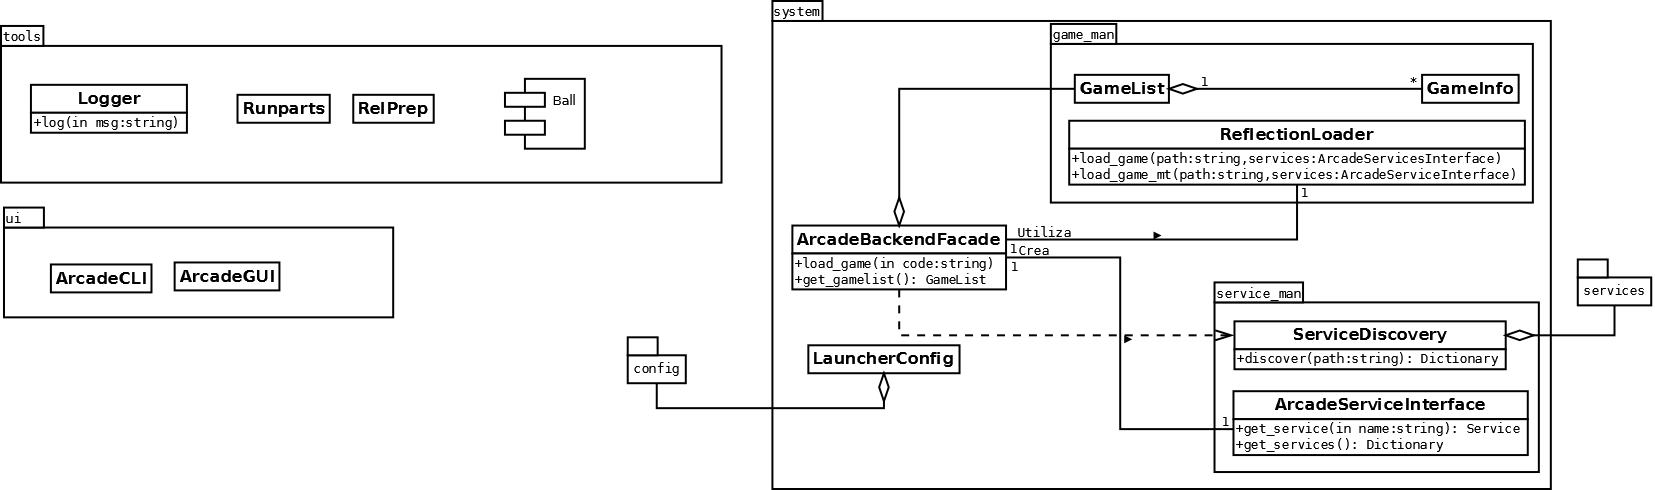 system
tools
game_man
Logger
+log(in msg:string)
Runparts
RelPrep
Ball
GameList
1
*
GameInfo
ReflectionLoader
+load_game(path:string,services:ArcadeServicesInterface)
+load_game_mt(path:string,services:ArcadeServiceInterface)
1
ui
ArcadeCLI
ArcadeGUI
ArcadeBackendFacade
+load_game(in code:string)
+get_gamelist(): GameList
Utiliza
1
Crea
1
services
service_man
ServiceDiscovery
+discover(path:string): Dictionary
config
LauncherConfig
1
ArcadeServiceInterface
+get_service(in name:string): Service
+get_services(): Dictionary